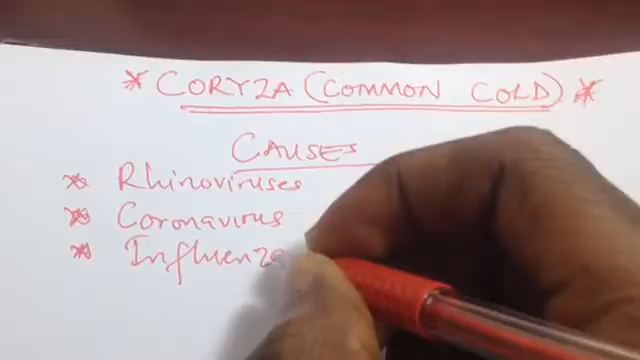 * CORYZA (COMMON COLD) *
CAUSES
* Rhinoviruses
* Coronavirus
* Influenza